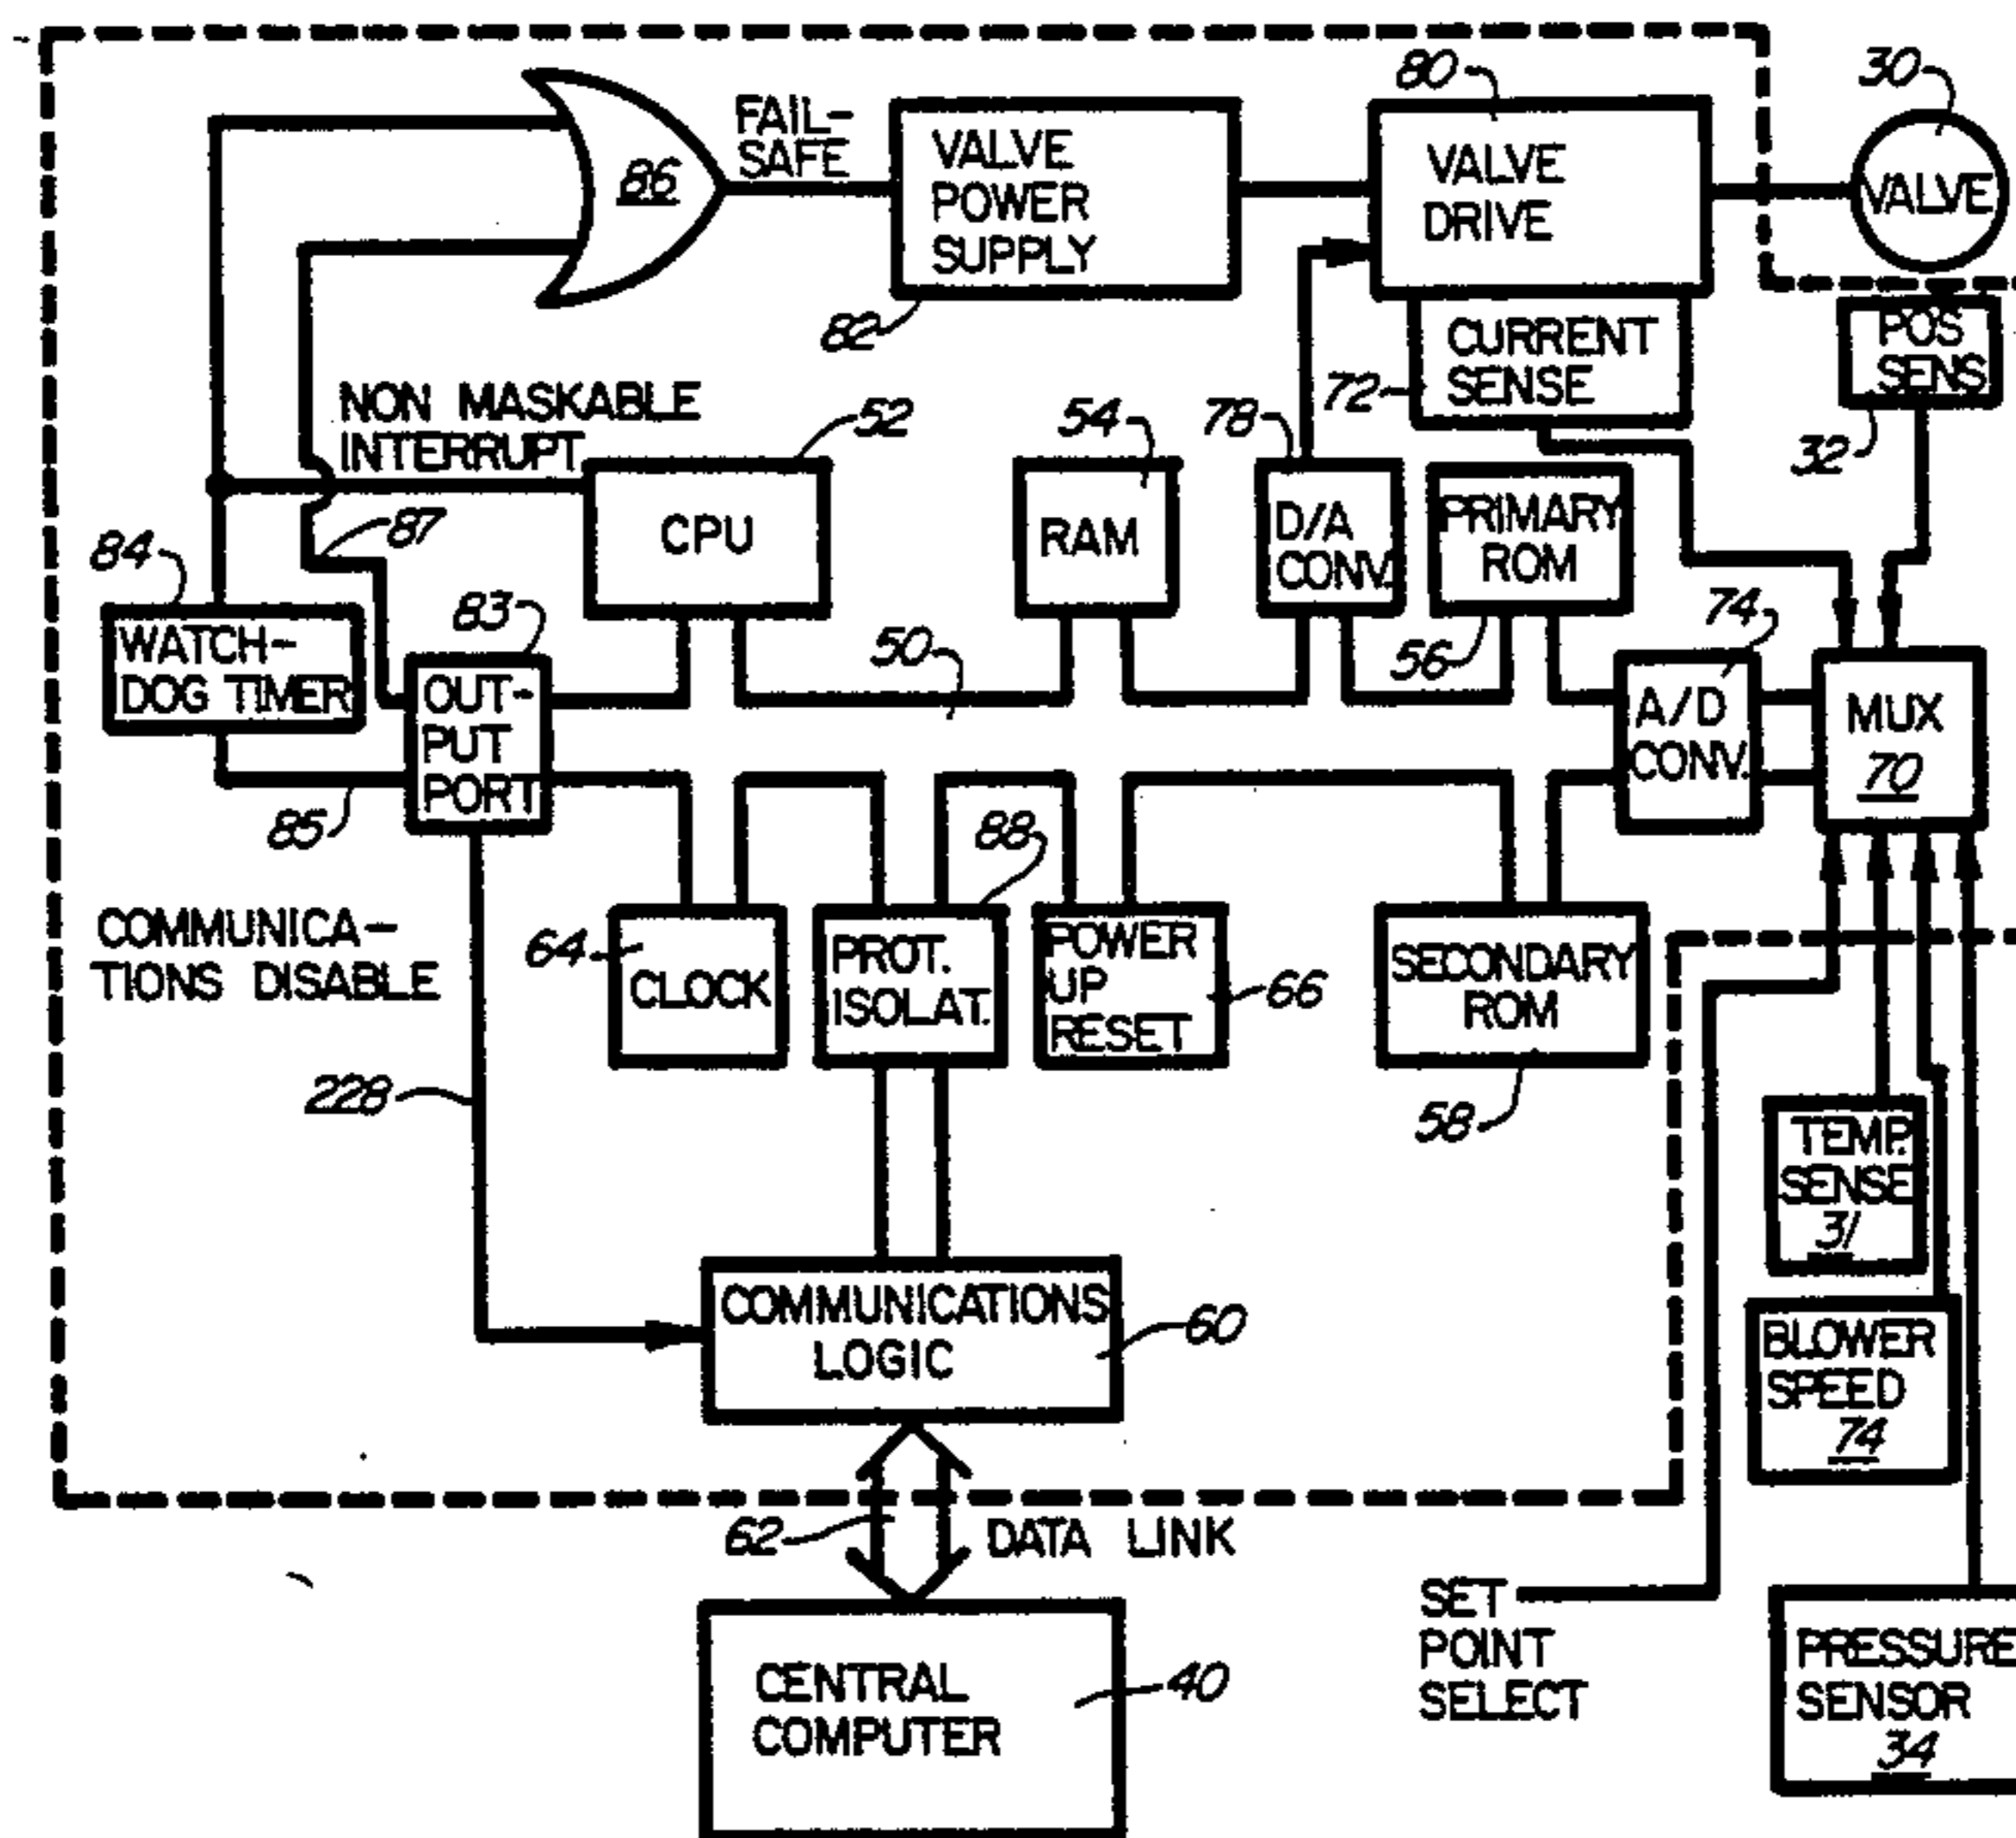 80
30
FAIL-
SAFE
86
VALVE
POWER
SUPPLY
VALVE
DRIVE
VALVE
82
CURRENT
SENSE
72
POS
SENS
32
NON MASKABLE
INTERRUPT
52
54
78
CPU
RAM
D/A
CONV.
PRIMARY
ROM
87
84
83
50
56
74
WATCH-
DOG TIMER
OUT-
PUT
PORT
A/D
CONV.
MUX
70
85
88
COMMUNICA-
TIONS DISABLE
64
CLOCK
PROT.
ISOLAT.
POWER
UP
RESET
66
SECONDARY
ROM
228
58
TEMP.
SENSE
31
COMMUNICATIONS
LOGIC
60
BLOWER
SPEED
74
62
DATA LINK
SET
POINT
SELECT
PRESSURE
SENSOR
34
CENTRAL
COMPUTER
40